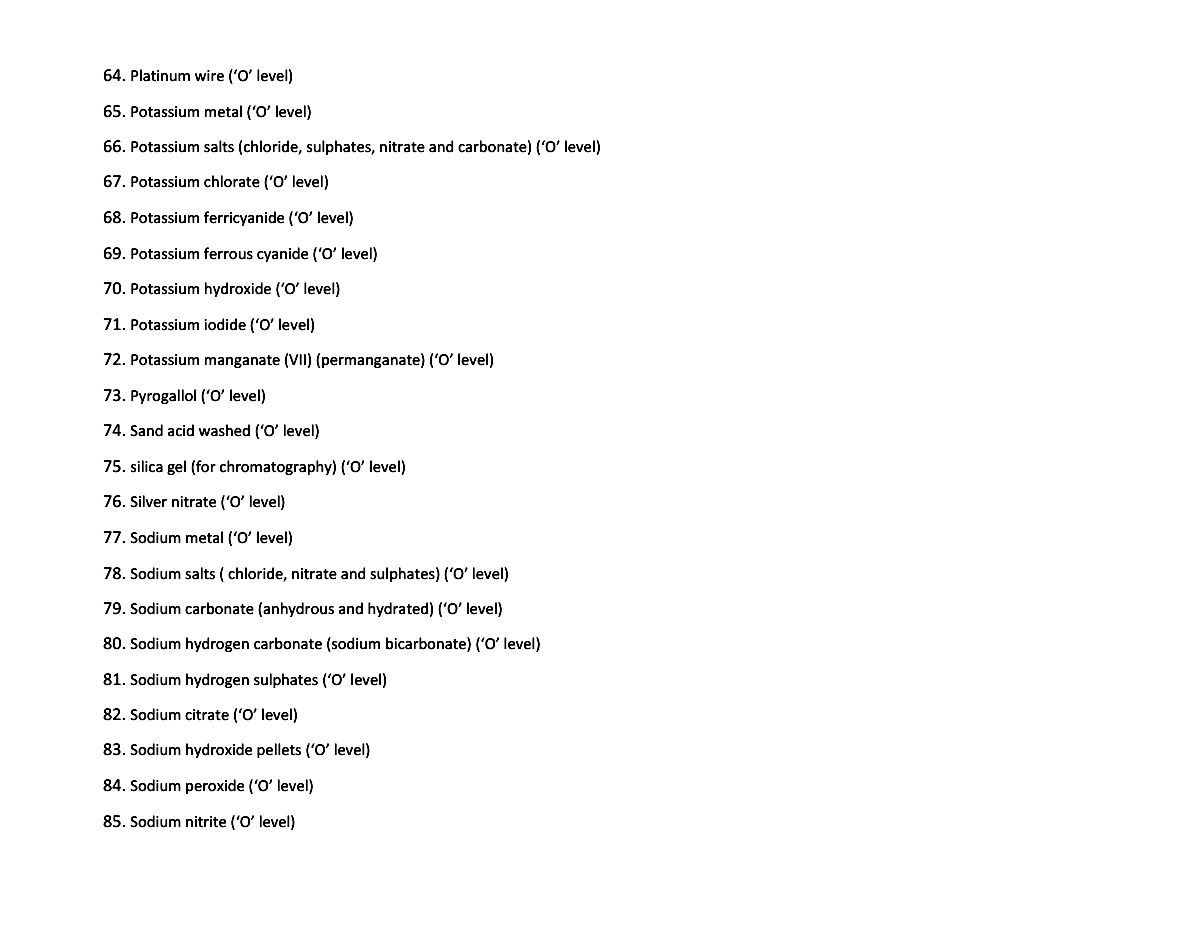 64. Platinum wire (‘O’ level)
65. Potassium metal (‘O’ level)
66. Potassium salts (chloride, sulphates, nitrate and carbonate) (‘O’ level)
67. Potassium chlorate (‘O’ level)
68. Potassium ferricyanide (‘O’ level)
69. Potassium ferrous cyanide (‘O’ level)
70. Potassium hydroxide (‘O’ level)
71. Potassium iodide (‘O’ level)
72. Potassium manganate (VII) (permanganate) (‘O’ level)
73. Pyrogallol (‘O’ level)
74. Sand acid washed (‘O’ level)
75. silica gel (for chromatography) (‘O’ level)
76. Silver nitrate (‘O’ level)
77. Sodium metal (‘O’ level)
78. Sodium salts ( chloride, nitrate and sulphates) (‘O’ level)
79. Sodium carbonate (anhydrous and hydrated) (‘O’ level)
80. Sodium hydrogen carbonate (sodium bicarbonate) (‘O’ level)
81. Sodium hydrogen sulphates (‘O’ level)
82. Sodium citrate (‘O’ level)
83. Sodium hydroxide pellets (‘O’ level)
84. Sodium peroxide (‘O’ level)
85. Sodium nitrite (‘O’ level)